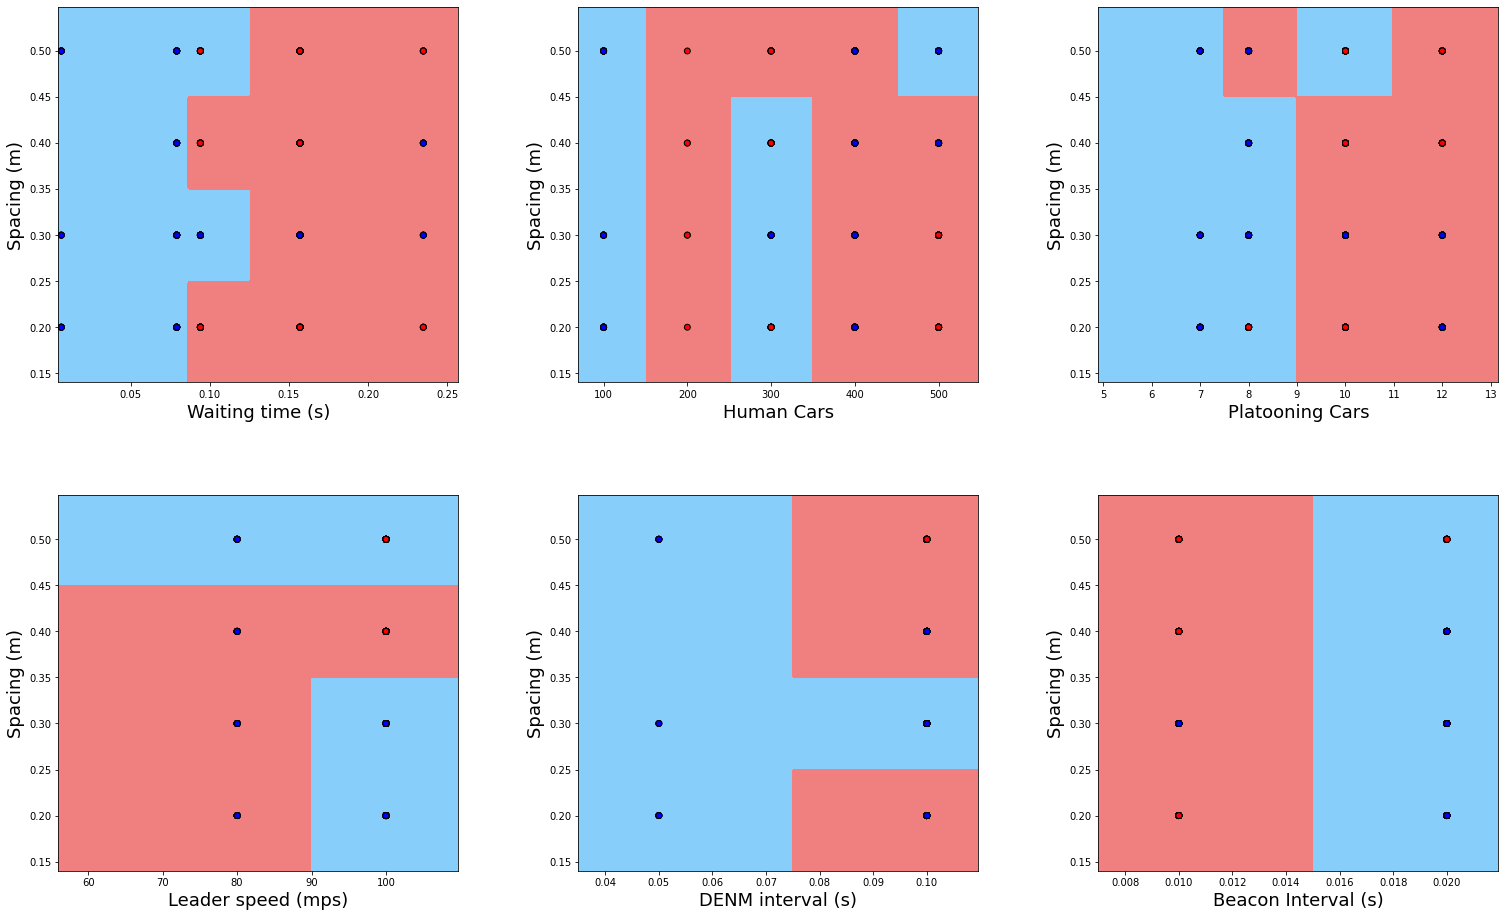 0.50
0.45
0.40
0.35
0.30
0.25
0.20
0.15
Spacing (m)
0.05 0.10 0.15 0.20 0.25
Waiting time (s)
0.50
0.45
0.40
0.35
0.30
0.25
0.20
0.15
Spacing (m)
100 200 300 400 500
Human Cars
0.50
0.45
0.40
0.35
0.30
0.25
0.20
0.15
Spacing (m)
5 6 7 8 9 10 11 12 13
Platooning Cars
0.50
0.45
0.40
0.35
0.30
0.25
0.20
0.15
Spacing (m)
60 70 80 90 100
Leader speed (mps)
0.50
0.45
0.40
0.35
0.30
0.25
0.20
0.15
Spacing (m)
0.04 0.05 0.06 0.07 0.08 0.09 0.10
DENM interval (s)
0.50
0.45
0.40
0.35
0.30
0.25
0.20
0.15
Spacing (m)
0.008 0.010 0.012 0.014 0.016 0.018 0.020
Beacon Interval (s)